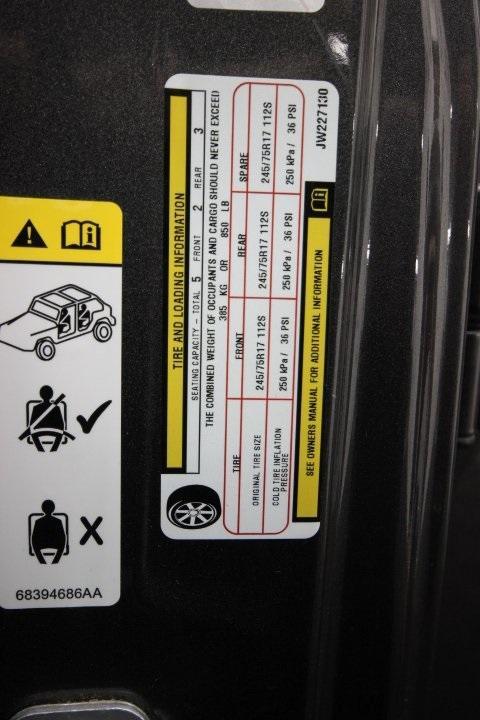 68394686AA
TIRE AND LOADING INFORMATION
SEATING CAPACITY – TOTAL 5 FRONT 2 REAR 3
THE COMBINED WEIGHT OF OCCUPANTS AND CARGO SHOULD NEVER EXCEED
385 KG OR 850 LB
TIRE FRONT REAR SPARE
ORIGINAL TIRE SIZE 245/75R17 112S 245/75R17 112S 245/75R17 112S
COLD TIRE INFLATION
PRESSURE 250 kPa / 36 PSI 250 kPa / 36 PSI 250 kPa / 36 PSI
SEE OWNERS MANUAL FOR ADDITIONAL INFORMATION
JW227130